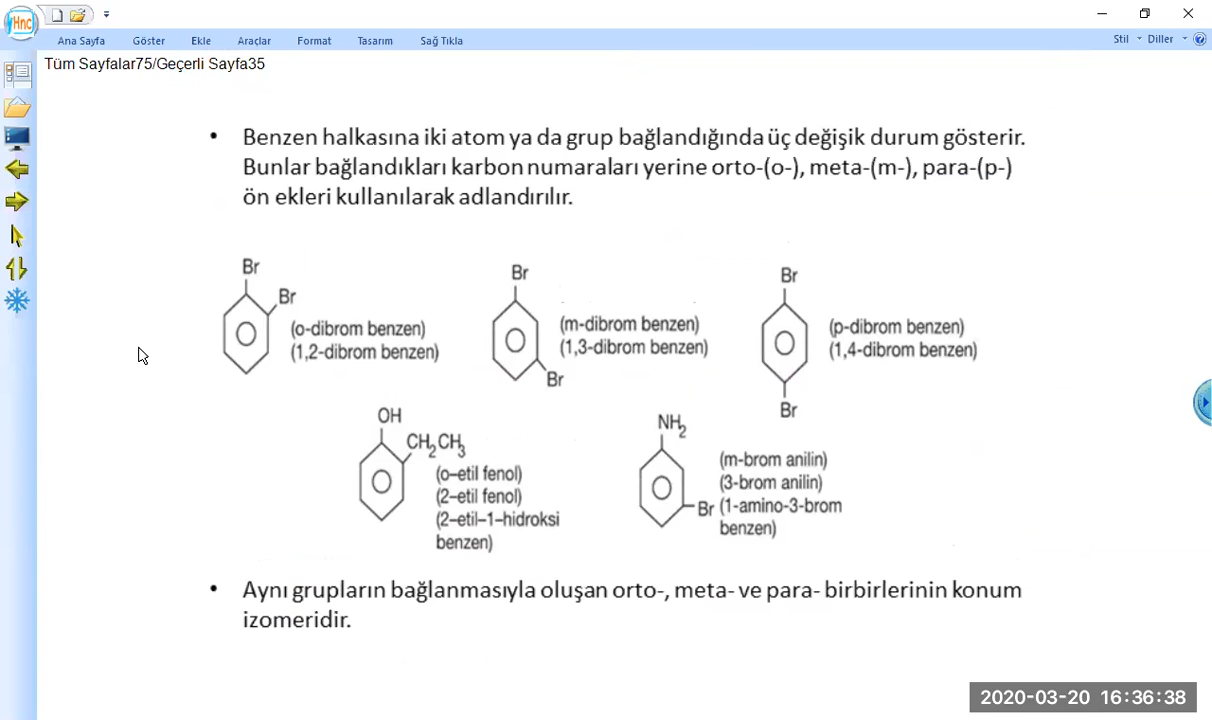 Hnc
Ana Sayfa Göster Ekle Araçlar Format Tasarım Sağ Tıkla Stil Diller
Tüm Sayfalar75/Geçerli Sayfa35
• Benzen halkasına iki atom ya da grup bağlandığında üç değişik durum gösterir.
Bunlar bağlandıkları karbon numaraları yerine orto-(o-), meta-(m-), para-(p-)
ön ekleri kullanılarak adlandırılır.
Br
Br
(o-dibrom benzen)
(1,2-dibrom benzen)
Br
(m-dibrom benzen)
(1,3-dibrom benzen)
Br
Br
(p-dibrom benzen)
(1,4-dibrom benzen)
Br
OH
CH2CH3
(o–etil fenol)
(2–etil fenol)
(2–etil–1–hidroksi
benzen)
NH2
(m-brom anilin)
(3-brom anilin)
Br (1-amino-3-brom
benzen)
• Aynı grupların bağlanmasıyla oluşan orto-, meta- ve para- birbirlerinin konum
izomeridir.
2020-03-20 16:36:38